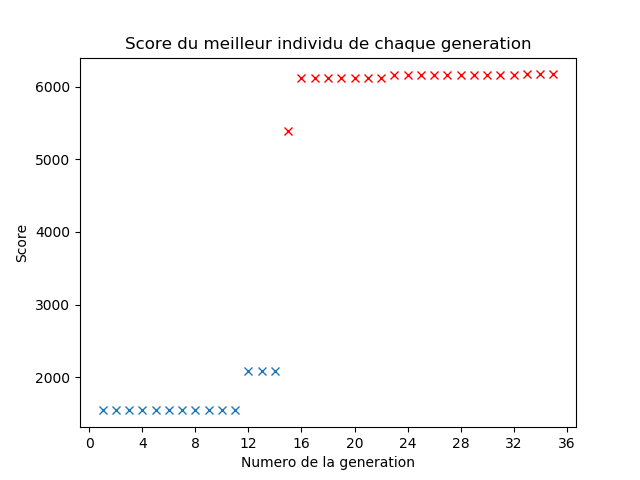 Score du meilleur individu de chaque generation
6000
5000
4000
3000
2000
Score
0 4 8 12 16 20 24 28 32 36
Numero de la generation